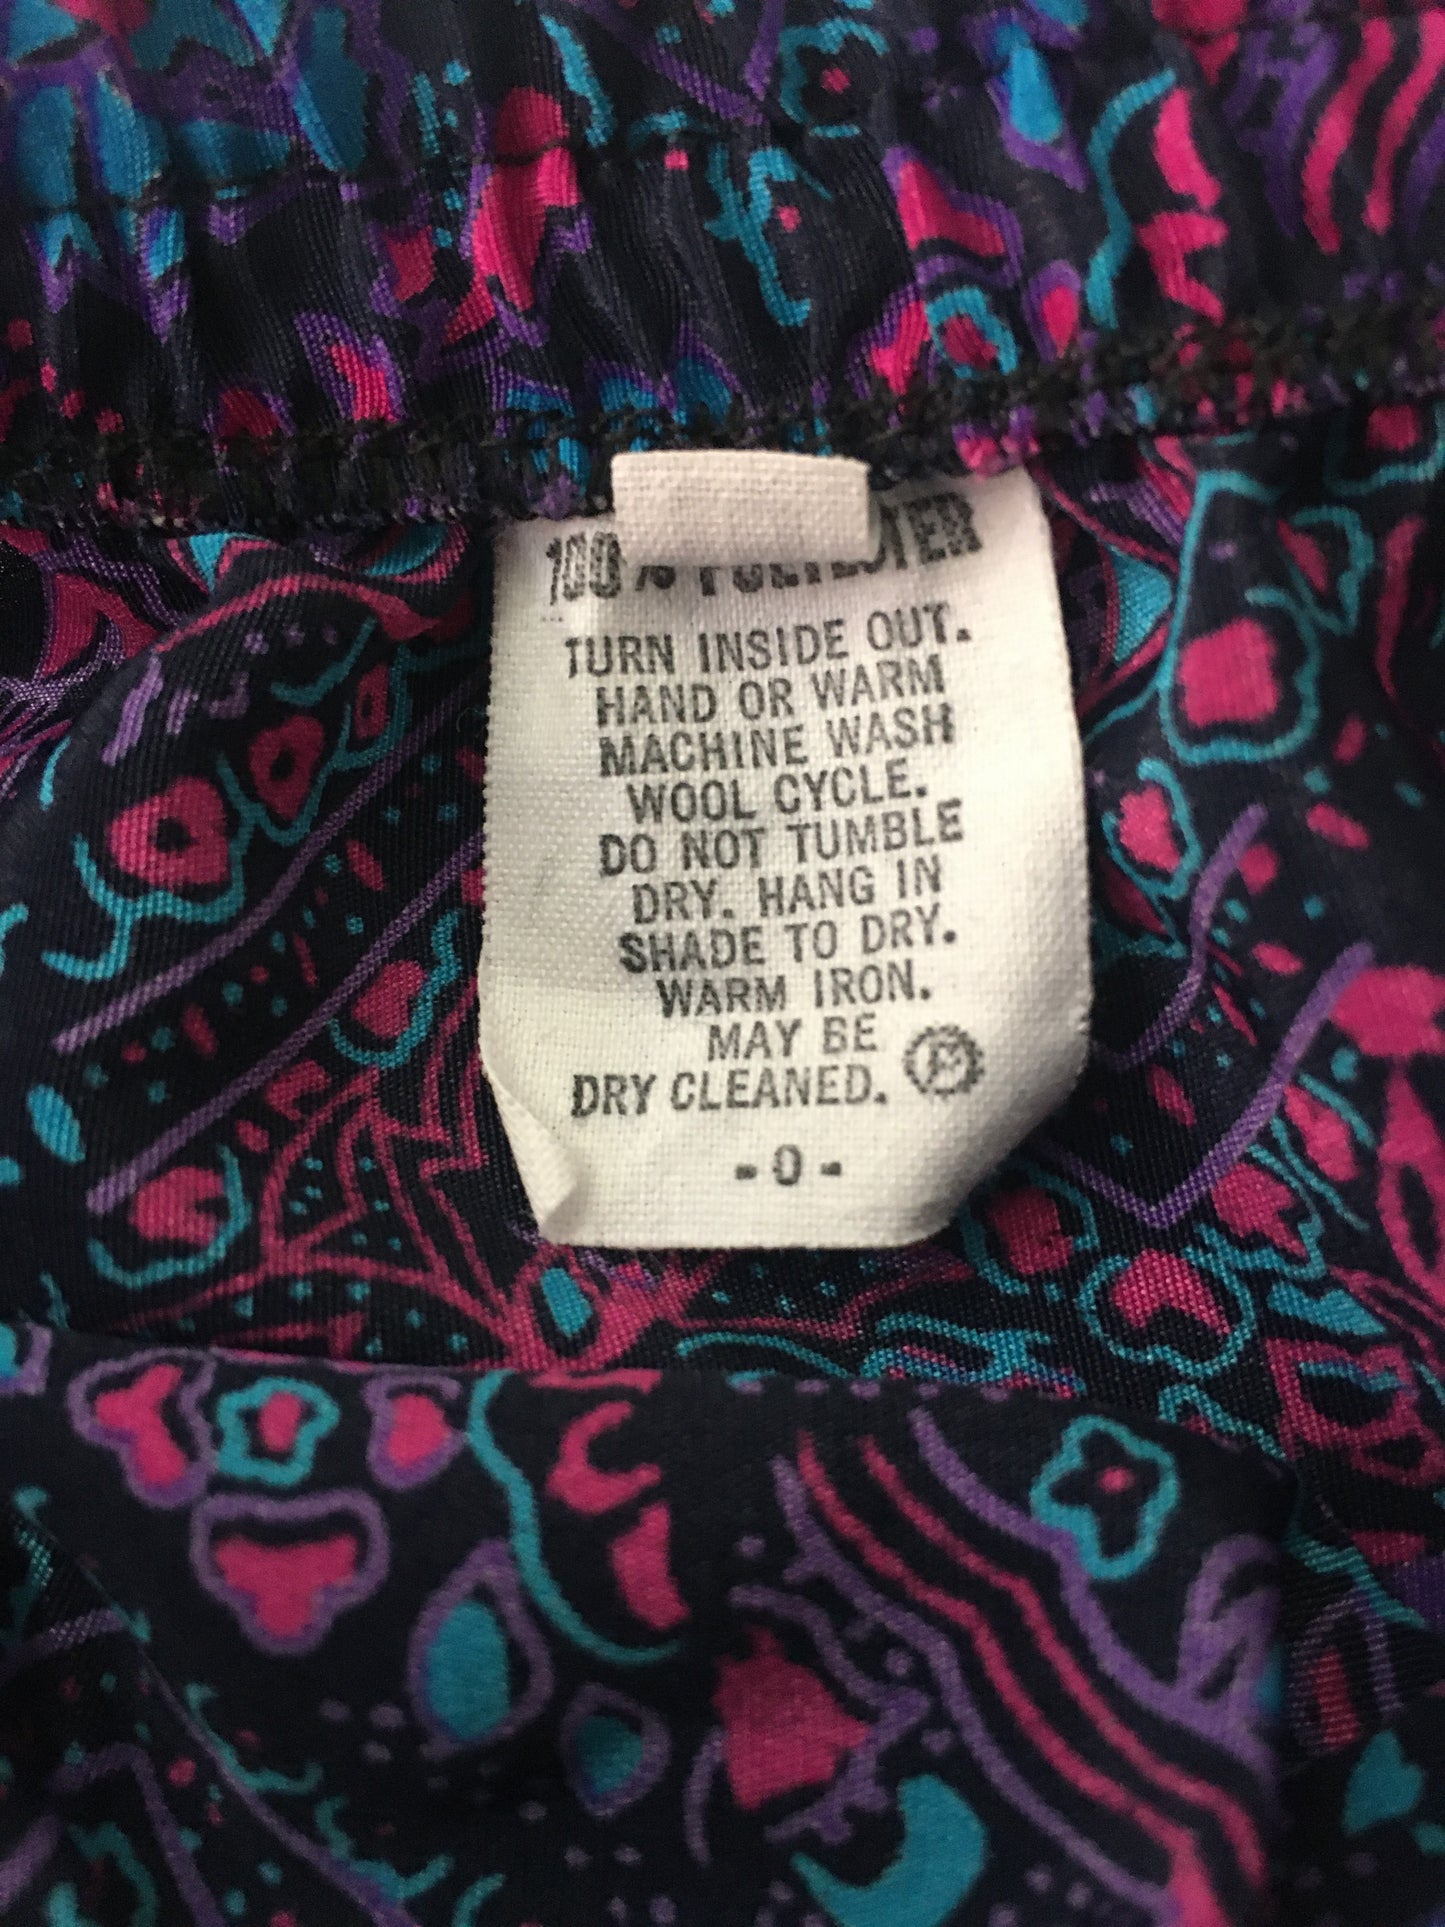 100% POLYESTER
TURN INSIDE OUT.
HAND OR WARM
MACHINE WASH
WOOL CYCLE.
DO NOT TUMBLE
DRY. HANG IN
SHADE TO DRY.
WARM IRON.
MAY BE
DRY CLEANED.
- 0 -